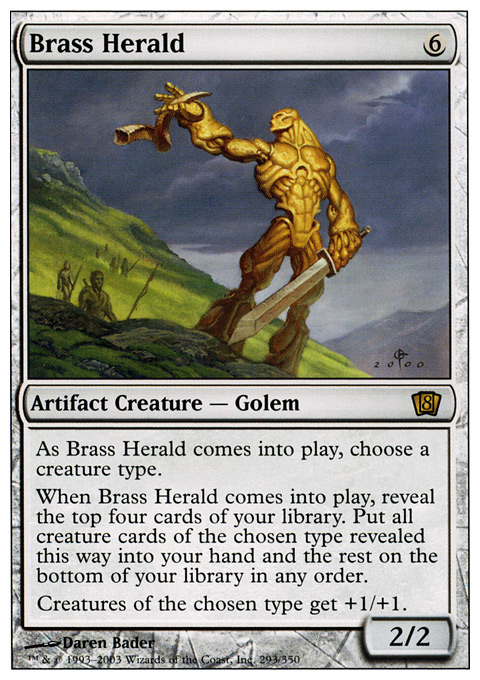 Brass Herald 6
2000
Artifact Creature — Golem 8
As Brass Herald comes into play, choose a
creature type.
When Brass Herald comes into play, reveal
the top four cards of your library. Put all
creature cards of the chosen type revealed
this way into your hand and the rest on the
bottom of your library in any order.
Creatures of the chosen type get +1/+1.
2/2
Daren Bader
™ & © 1993–2003 Wizards of the Coast, Inc. 293/350